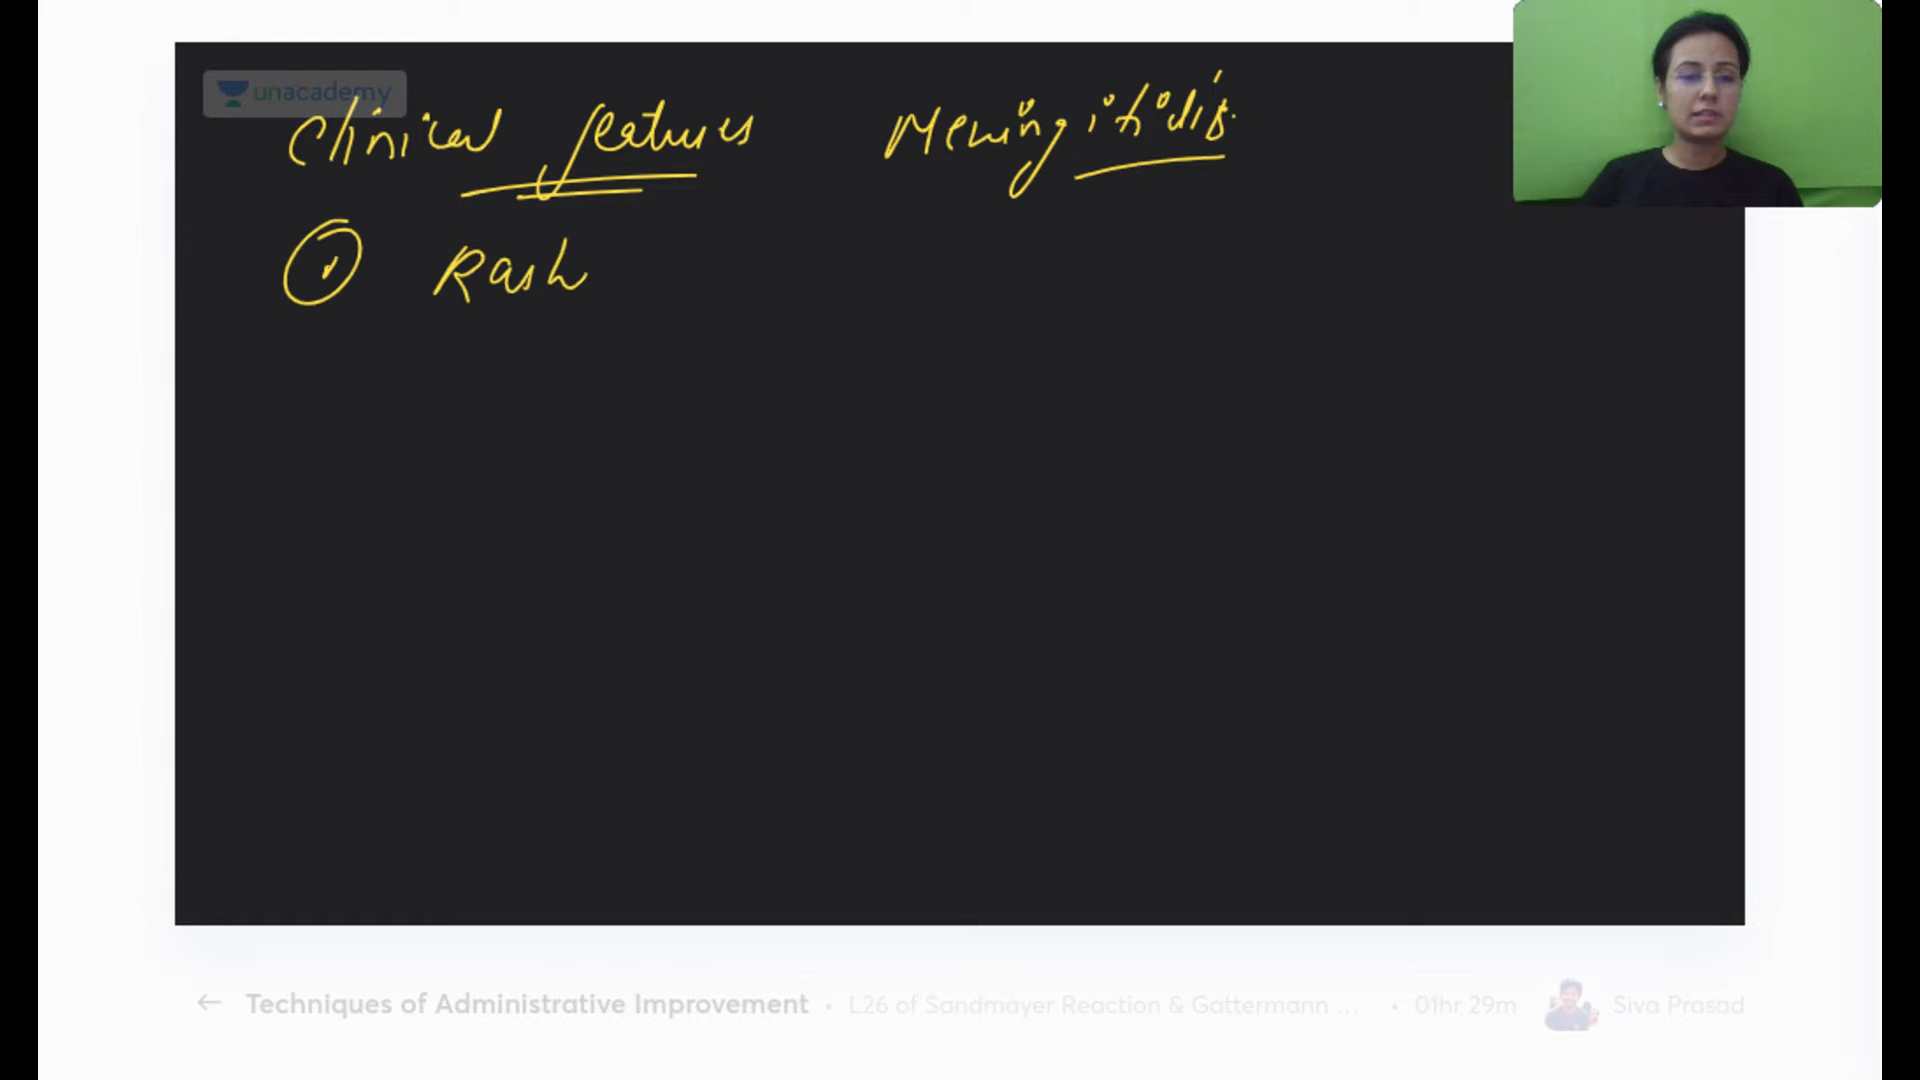 unacademy
Clinical features Meningitidis.
① Rash
← Techniques of Administrative Improvement • L26 of Sandmayer Reaction & Gattermann ... • 01hr 29m Siva Prasad